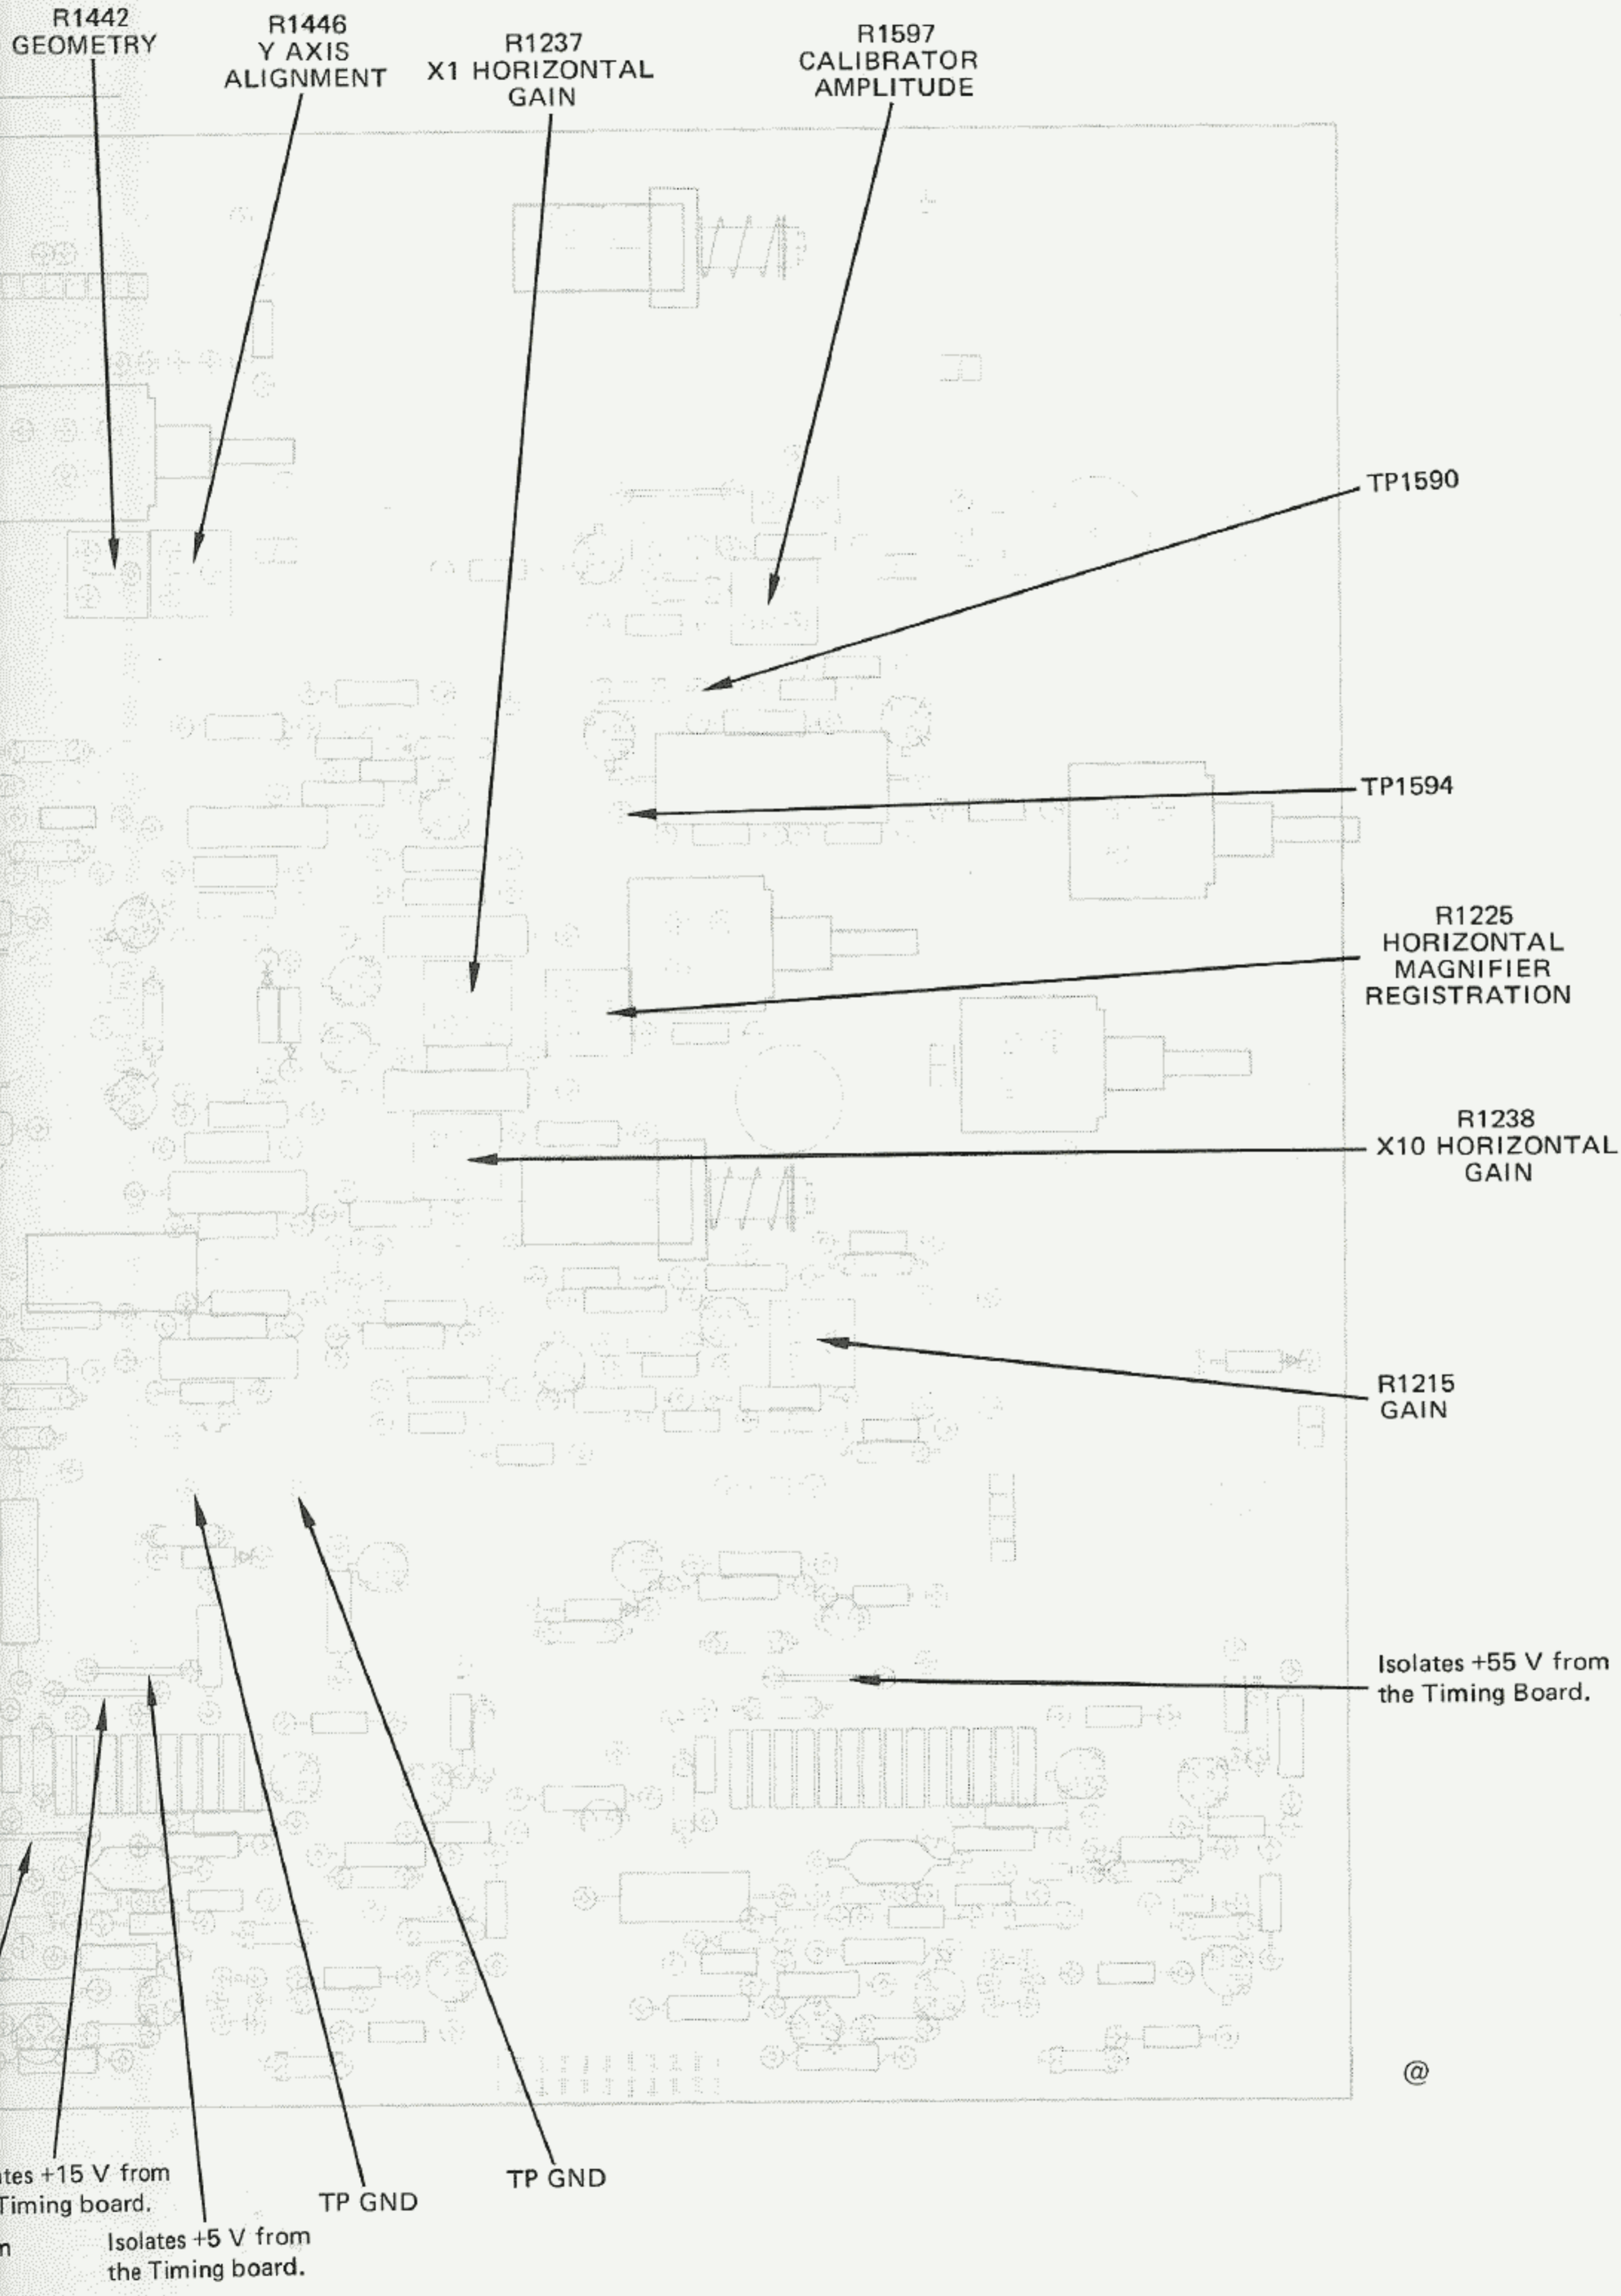 R1442
GEOMETRY
R1446
Y AXIS
ALIGNMENT
R1237
X1 HORIZONTAL
GAIN
R1597
CALIBRATOR
AMPLITUDE
TP1590
TP1594
R1225
HORIZONTAL
MAGNIFIER
REGISTRATION
R1238
X10 HORIZONTAL
GAIN
R1215
GAIN
Isolates +55 V from
the Timing Board.
@
TP GND
TP GND
ates +15 V from
Timing board.
Isolates +5 V from
the Timing board.